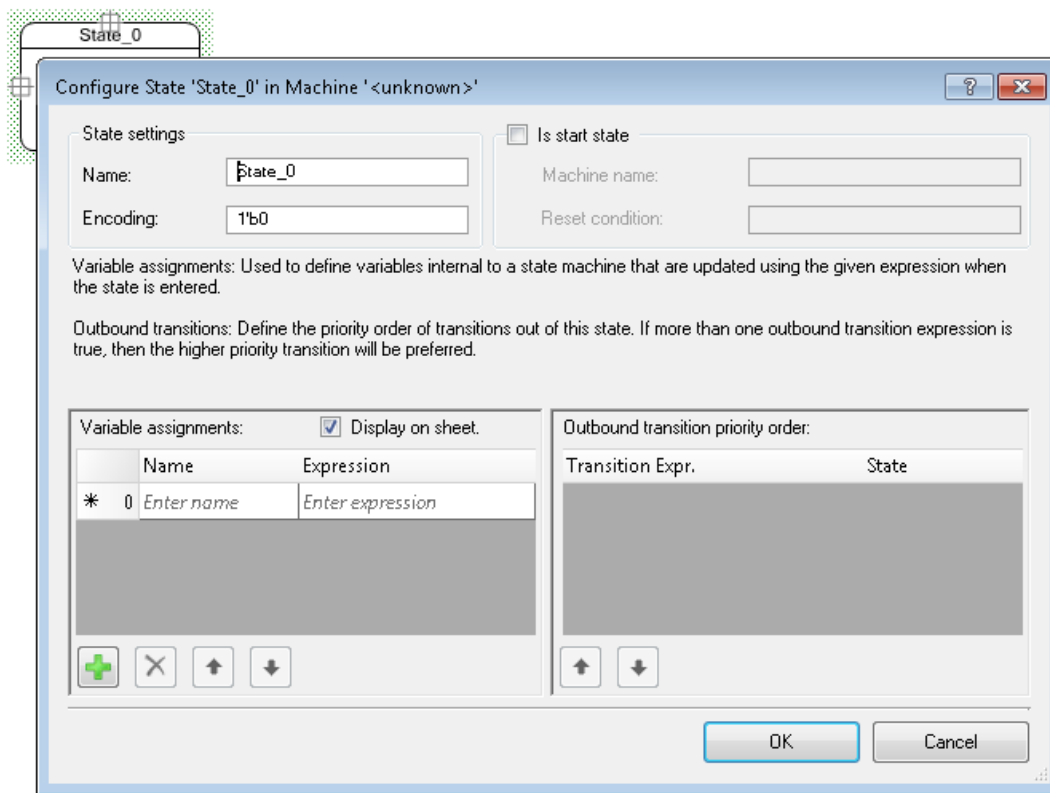 State_0
Configure State 'State_0' in Machine '<unknown>'
State settings
Name:
State_0
Encoding:
1'b0
Is start state
Machine name:
Reset condition:
Variable assignments: Used to define variables internal to a state machine that are updated using the given expression when
the state is entered.
Outbound transitions: Define the priority order of transitions out of this state. If more than one outbound transition expression is
true, then the higher priority transition will be preferred.
Variable assignments:
Display on sheet.
Name Expression
* 0 Enter name Enter expression
Outbound transition priority order:
Transition Expr. State
OK Cancel